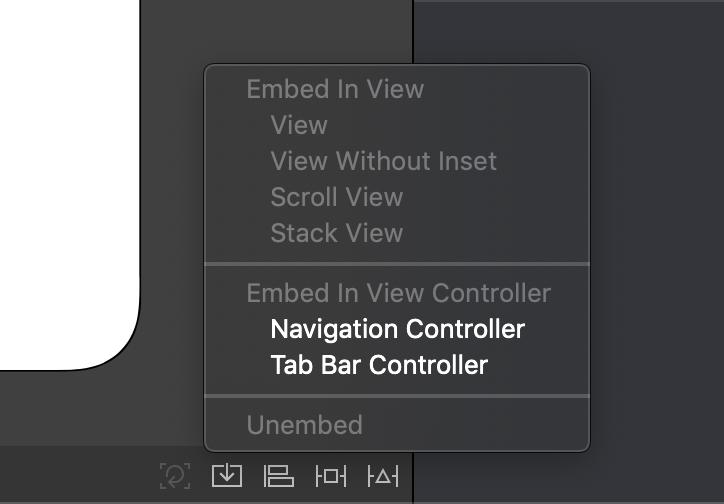 Embed In View
View
View Without Inset
Scroll View
Stack View
Embed In View Controller
Navigation Controller
Tab Bar Controller
Unembed